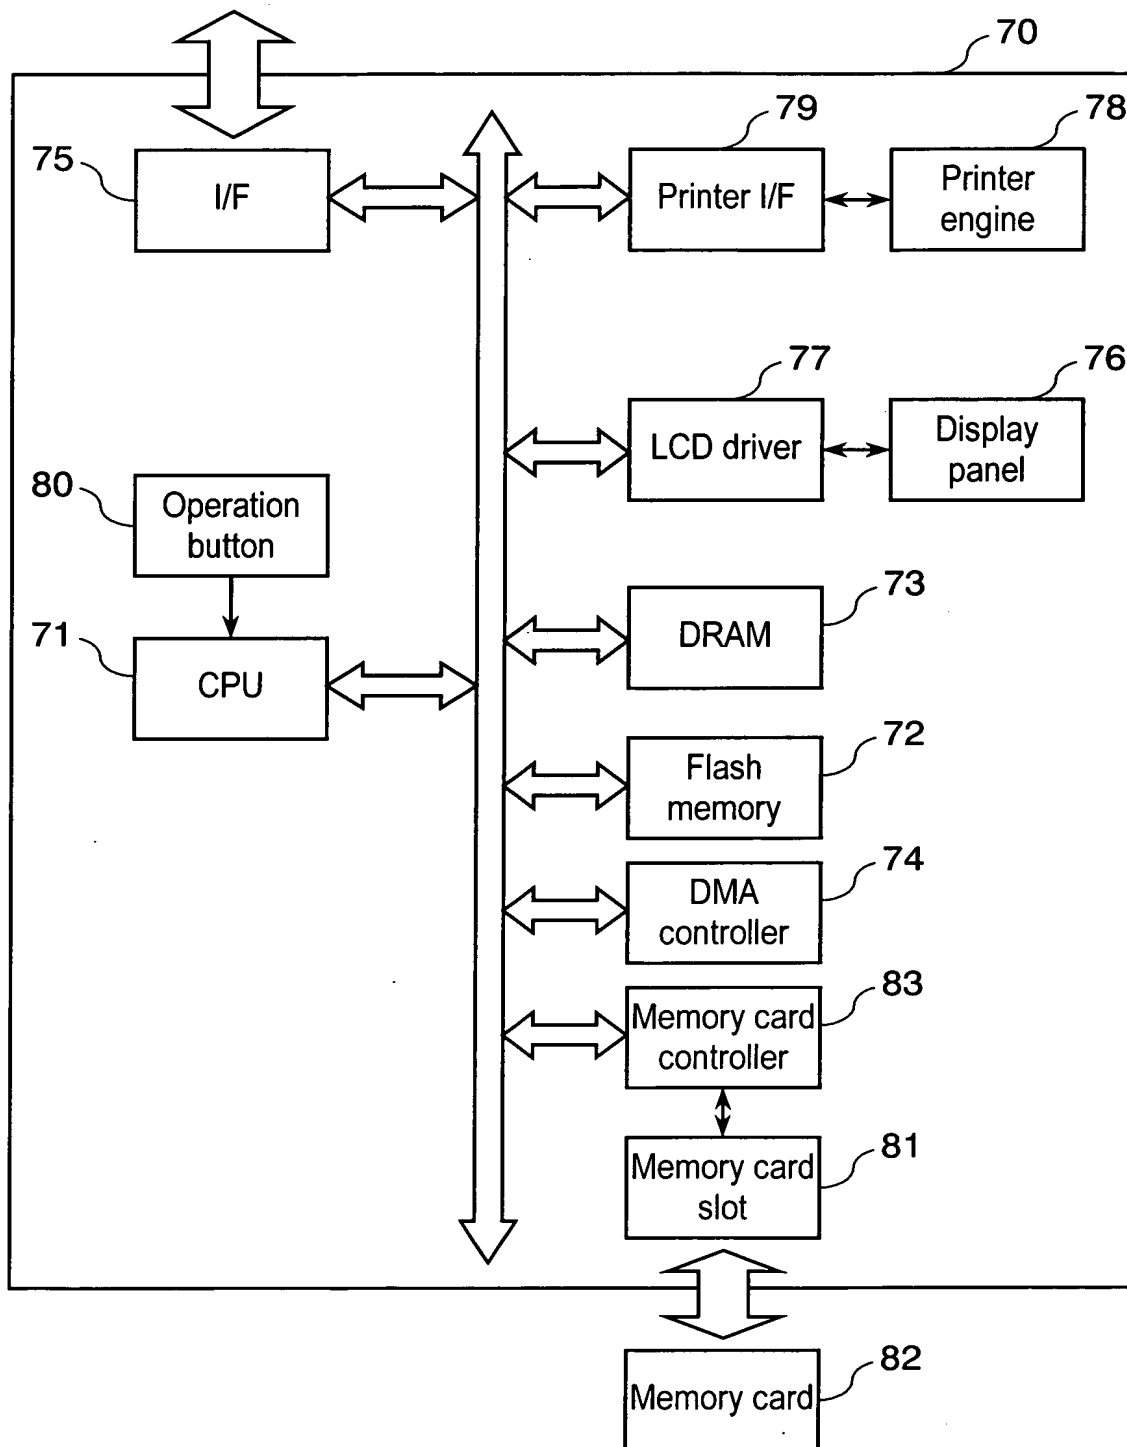 70
79
78
75
I/F
Printer I/F
Printer
engine
77
76
LCD driver
Display
panel
80
Operation
button
73
71
DRAM
CPU
72
Flash
memory
74
DMA
controller
83
Memory card
controller
81
Memory card
slot
82
Memory card